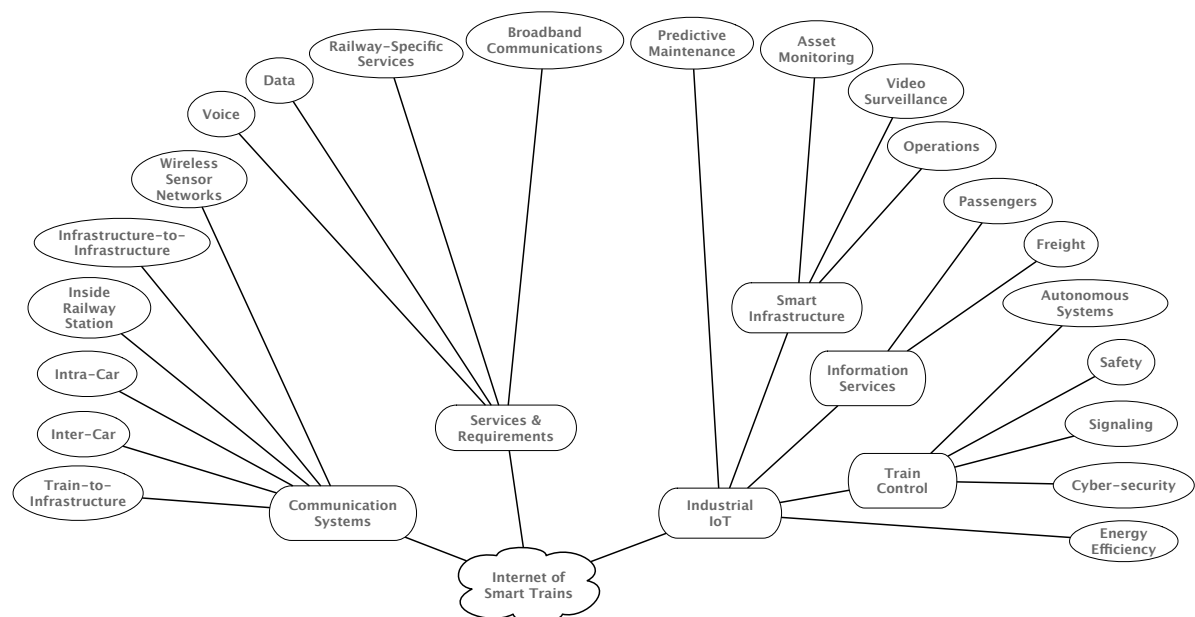 Broadband
Communications
Predictive
Maintenance
Asset
Monitoring
Railway-Specific
Services
Data
Video
Surveillance
Voice
Operations
Wireless
Sensor
Networks
Passengers
Infrastructure-to-
Infrastructure
Freight
Inside
Railway
Station
Smart
Infrastructure
Autonomous
Systems
Intra-Car
Information
Services
Safety
Inter-Car
Services &
Requirements
Signaling
Train-to-
Infrastructure
Train
Control
Cyber-security
Communication
Systems
Industrial
IoT
Energy
Efficiency
Internet of
Smart Trains